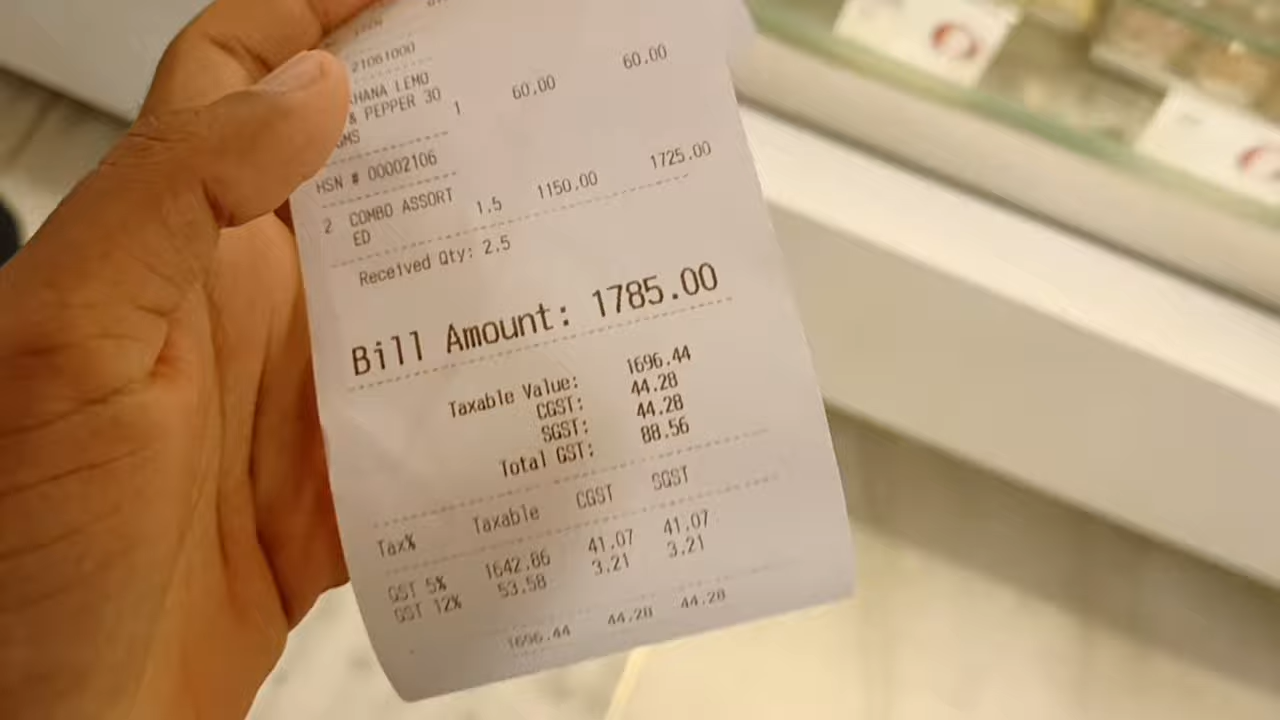 21061000
HANA LEMO
& PEPPER 30 1 60.00 60.00
GMS
HSN # 00002106
2 COMBO ASSORT 1.5 1150.00 1725.00
ED
Received Qty: 2.5
Bill Amount: 1785.00
Taxable Value: 1696.44
CGST: 44.28
SGST: 44.28
Total GST: 88.56
Tax% Taxable CGST SGST
GST 5% 1642.86 41.07 41.07
GST 12% 53.58 3.21 3.21
1696.44 44.28 44.28